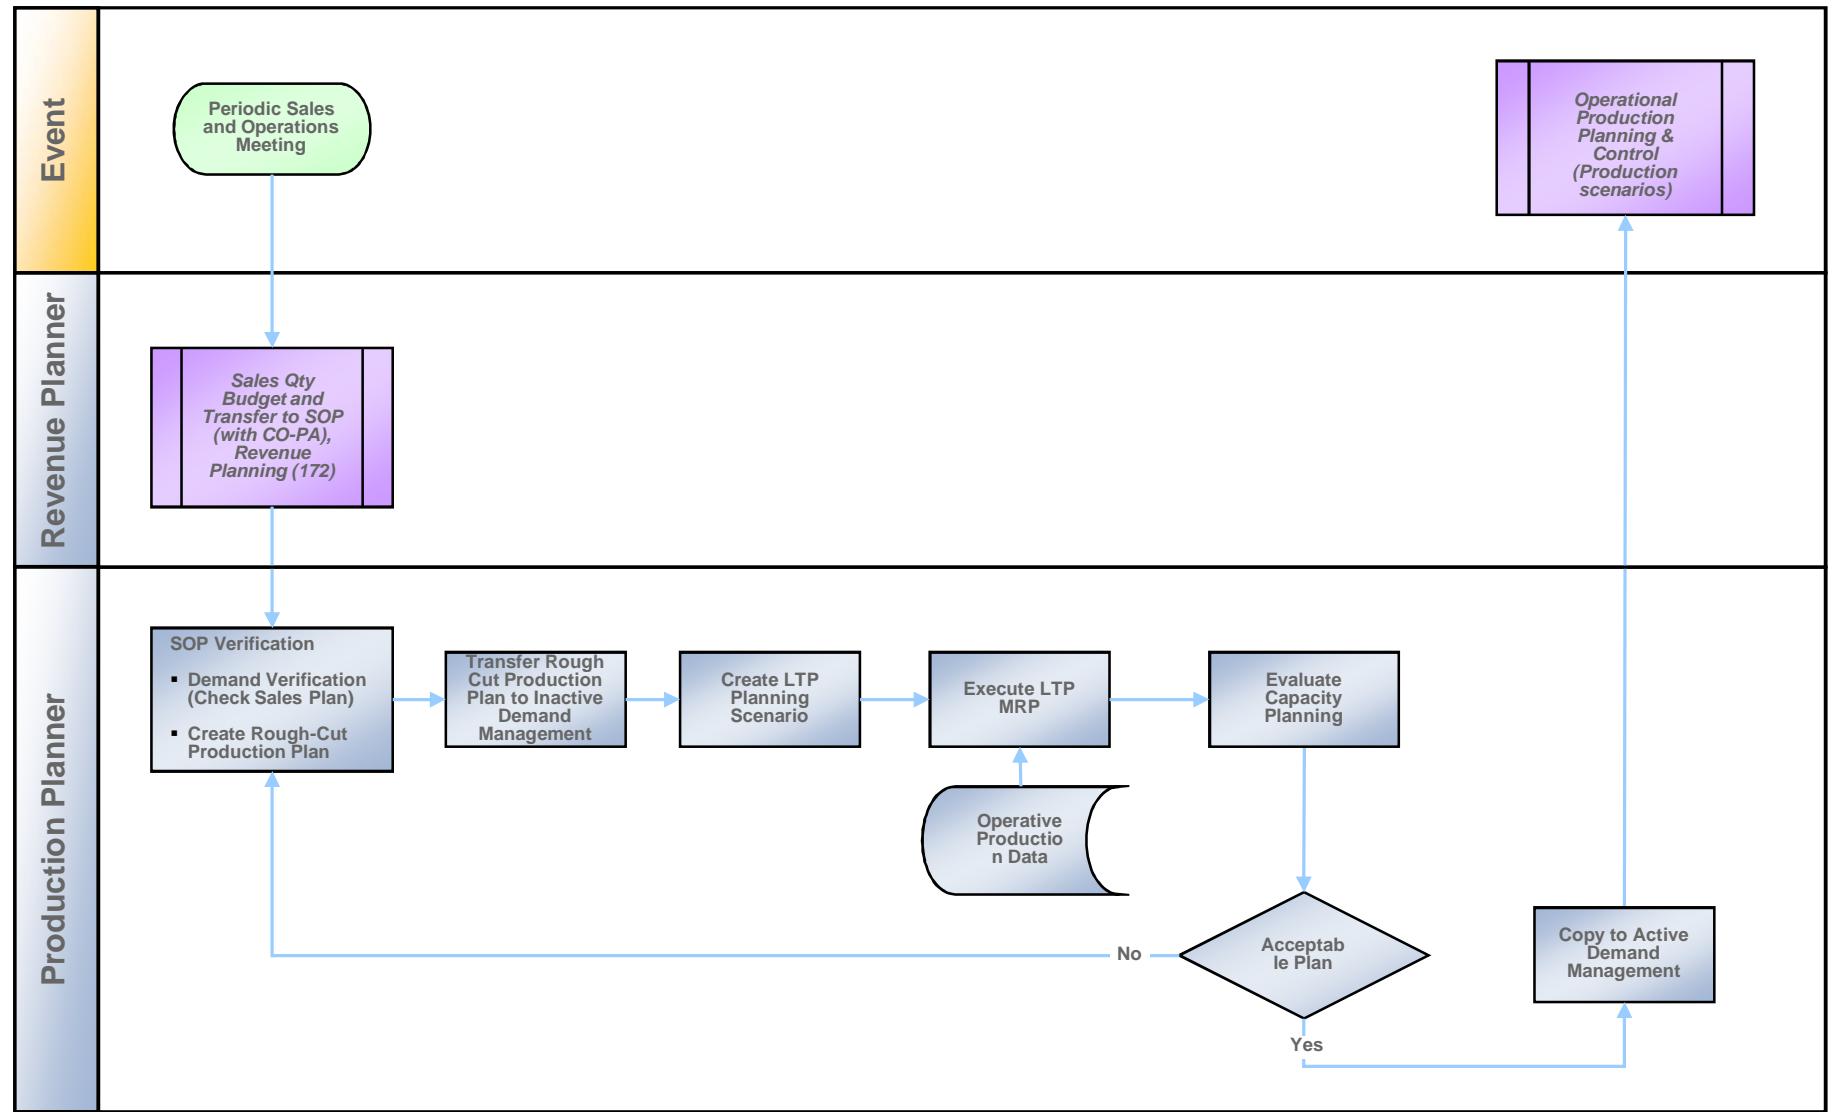 Event
Periodic Sales
and Operations
Meeting
Operational
Production
Planning &
Control
(Production
scenarios)
Revenue Planner
Sales Qty
Budget and
Transfer to SOP
(with CO-PA),
Revenue
Planning (172)
Production Planner
SOP Verification
▪ Demand Verification
(Check Sales Plan)
▪ Create Rough-Cut
Production Plan
Transfer Rough
Cut Production
Plan to Inactive
Demand
Management
Create LTP
Planning
Scenario
Execute LTP
MRP
Evaluate
Capacity
Planning
Operative
Productio
n Data
No
Acceptab
le Plan
Yes
Copy to Active
Demand
Management